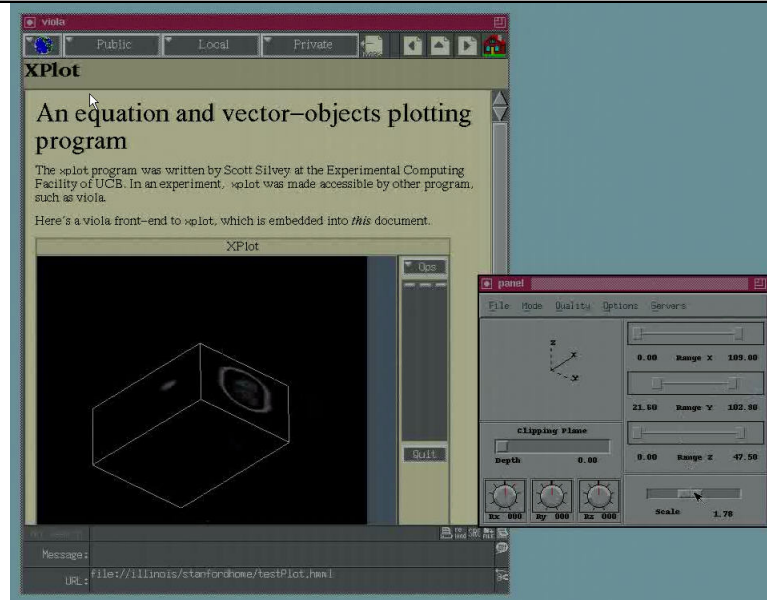 viola
Public Local Private
XPlot
An equation and vector–objects plotting
program
The xplot program was written by Scott Silvey at the Experimental Computing
Facility of UCB. In an experiment, xplot was made accessible by other program,
such as viola.
Here's a viola front–end to xplot, which is embedded into this document.
XPlot
Ops
Quit
Message:
URL: file://illinois/stanfordhome/testPlot.hmml
panel
File Mode Quality Options Servers
z
x
y
0.00 Range X 109.00
21.60 Range Y 102.90
Clipping Plane
Depth 0.00
0.00 Range Z 47.50
Rx 000 Ry 000 Rz 000
Scale 1.78